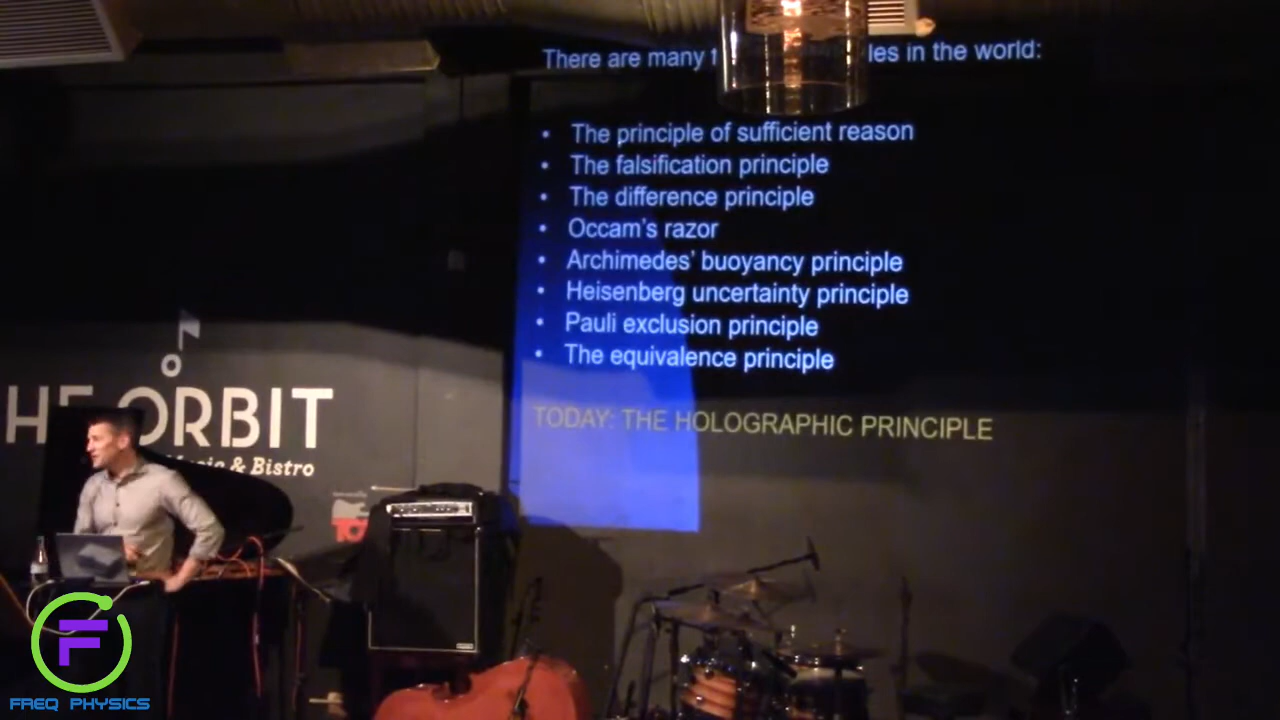 There are many
les in the world:
• The principle of sufficient reason
• The falsification principle
• The difference principle
• Occam's razor
• Archimedes' buoyancy principle
• Heisenberg uncertainty principle
• Pauli exclusion principle
• The equivalence principle
TODAY: THE HOLOGRAPHIC PRINCIPLE
HE ORBIT
& Bistro
F
FREQ PHYSICS